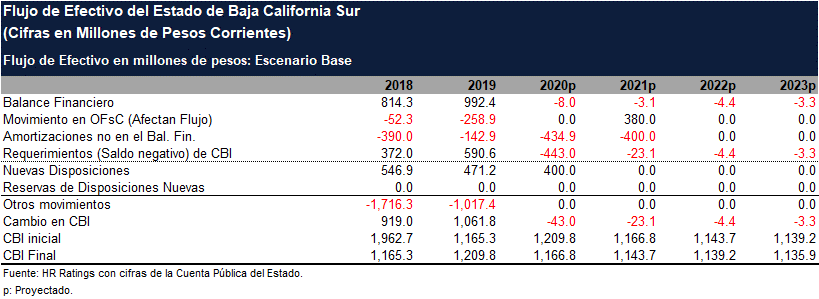 Flujo de Efectivo del Estado de Baja California Sur
(Cifras en Millones de Pesos Corrientes)
Flujo de Efectivo en millones de pesos: Escenario Base
2018 2019 2020p 2021p 2022p 2023p
Balance Financiero 814.3 992.4 -8.0 -3.1 -4.4 -3.3
Movimiento en OFsC (Afectan Flujo) -52.3 -258.9 0.0 380.0 0.0 0.0
Amortizaciones no en el Bal. Fin. -390.0 -142.9 -434.9 -400.0 0.0 0.0
Requerimientos (Saldo negativo) de CBI 372.0 590.6 -443.0 -23.1 -4.4 -3.3
Nuevas Disposiciones 546.9 471.2 400.0 0.0 0.0 0.0
Reservas de Disposiciones Nuevas 0.0 0.0 0.0 0.0 0.0 0.0
Otros movimientos -1,716.3 -1,017.4 0.0 0.0 0.0 0.0
Cambio en CBI 919.0 1,061.8 -43.0 -23.1 -4.4 -3.3
CBI inicial 1,962.7 1,165.3 1,209.8 1,166.8 1,143.7 1,139.2
CBI Final 1,165.3 1,209.8 1,166.8 1,143.7 1,139.2 1,135.9
Fuente: HR Ratings con cifras de la Cuenta Pública del Estado.
p: Proyectado.